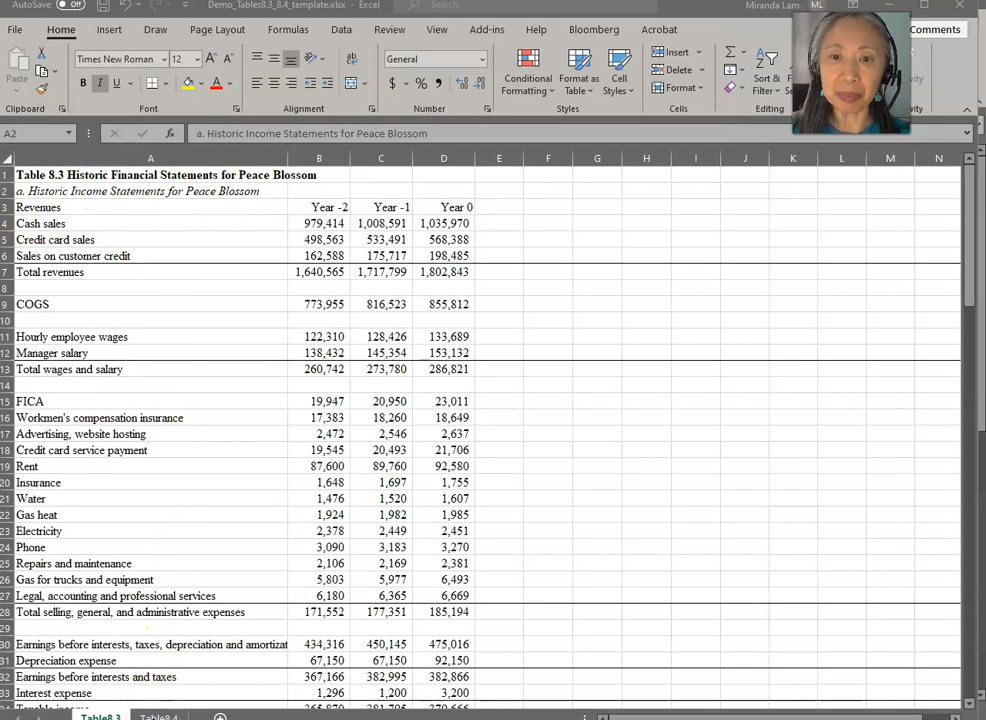 AutoSave Off Demo_Tables8.3_8.4_template.xlsx - Excel Search Miranda Lam ML
File Home Insert Draw Page Layout Formulas Data Review View Add-ins Help Bloomberg Acrobat Comments
Paste Times New Roman 12 A^ A˅ ab General Conditional Formatting Format as Table Cell Styles Insert Delete Format Σ Sort & Filter
B I U A $ % 9
Clipboard Font Alignment Number Styles Cells Editing
A2 fx a. Historic Income Statements for Peace Blossom
A B C D E F G H I J K L M N
1 Table 8.3 Historic Financial Statements for Peace Blossom
2 a. Historic Income Statements for Peace Blossom
3 Revenues Year -2 Year -1 Year 0
4 Cash sales 979,414 1,008,591 1,035,970
5 Credit card sales 498,563 533,491 568,388
6 Sales on customer credit 162,588 175,717 198,485
7 Total revenues 1,640,565 1,717,799 1,802,843
8
9 COGS 773,955 816,523 855,812
10
11 Hourly employee wages 122,310 128,426 133,689
12 Manager salary 138,432 145,354 153,132
13 Total wages and salary 260,742 273,780 286,821
14
15 FICA 19,947 20,950 23,011
16 Workmen's compensation insurance 17,383 18,260 18,649
17 Advertising, website hosting 2,472 2,546 2,637
18 Credit card service payment 19,545 20,493 21,706
19 Rent 87,600 89,760 92,580
20 Insurance 1,648 1,697 1,755
21 Water 1,476 1,520 1,607
22 Gas heat 1,924 1,982 1,985
23 Electricity 2,378 2,449 2,451
24 Phone 3,090 3,183 3,270
25 Repairs and maintenance 2,106 2,169 2,381
26 Gas for trucks and equipment 5,803 5,977 6,493
27 Legal, accounting and professional services 6,180 6,365 6,669
28 Total selling, general, and administrative expenses 171,552 177,351 185,194
29
30 Earnings before interests, taxes, depreciation and amortizat 434,316 450,145 475,016
31 Depreciation expense 67,150 67,150 92,150
32 Earnings before interests and taxes 367,166 382,995 382,866
33 Interest expense 1,296 1,200 3,200
34 Taxable income 365,870 381,795 379,666
Table8.3 Table8.4